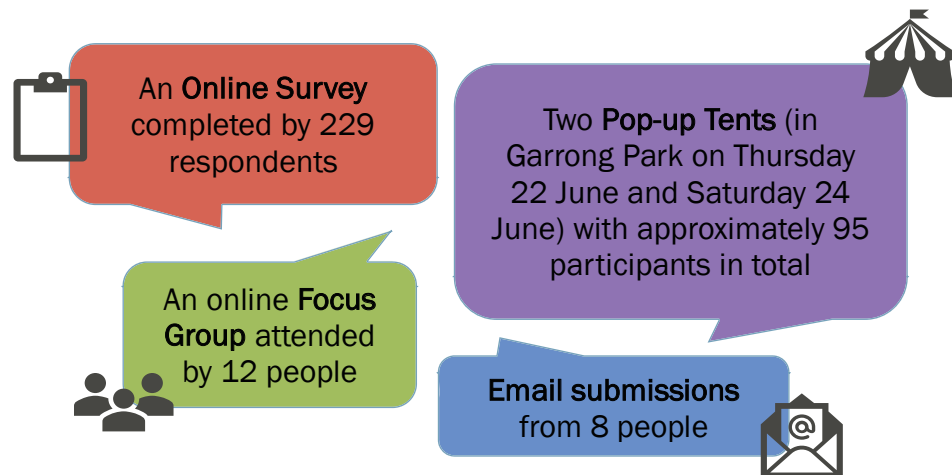 An Online Survey
completed by 229
respondents
Two Pop-up Tents (in
Garrong Park on Thursday
22 June and Saturday 24
June) with approximately 95
participants in total
An online Focus
Group attended
by 12 people
Email submissions
from 8 people
@